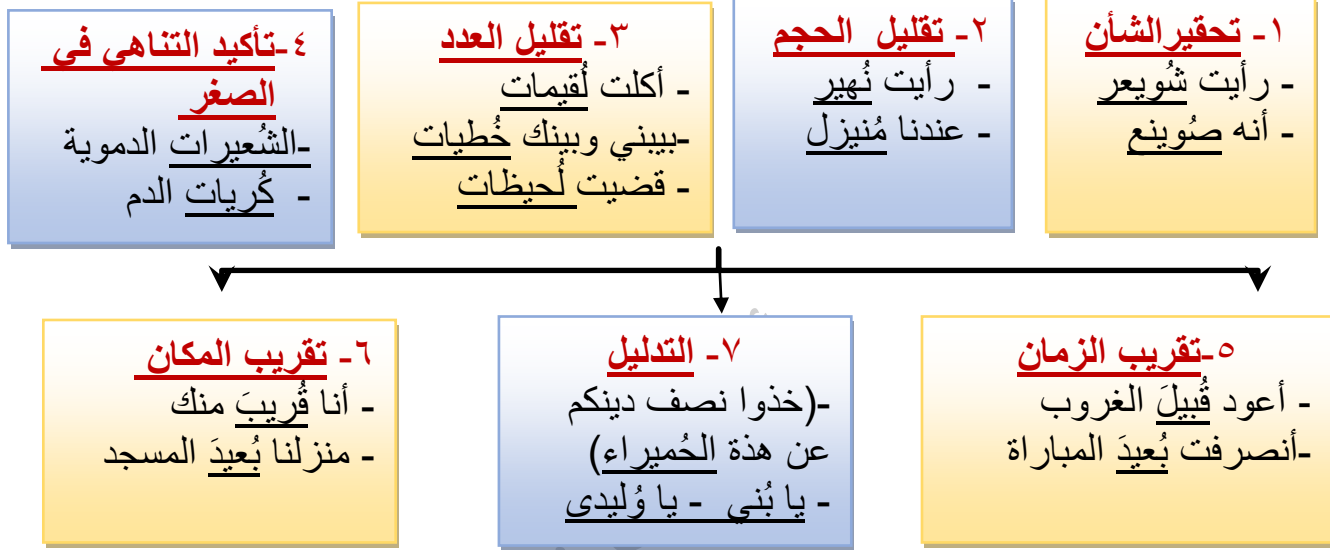 ١- تحقيرالشأن
- رأيت شُويعر
- أنه صُوينع
٢- تقليل الحجم
- رأيت نُهير
- عندنا مُنيزل
٣- تقليل العدد
- أكلت لُقيمات
-بيبني وبينك خُطيات
- قضيت لُحيظات
٤-تأكيد التناهى فى
الصغر
-الشُعيرات الدموية
- كُريات الدم
٥-تقريب الزمان
- أعود قُبيلَ الغروب
-أنصرفت بُعيدَ المباراة
٧- التدليل
-(خذوا نصف دينكم
عن هذة الحُميراء)
- يا بُني - يا وُليدى
٦- تقريب المكان
- أنا قُريبَ منك
- منزلنا بُعيدَ المسجد